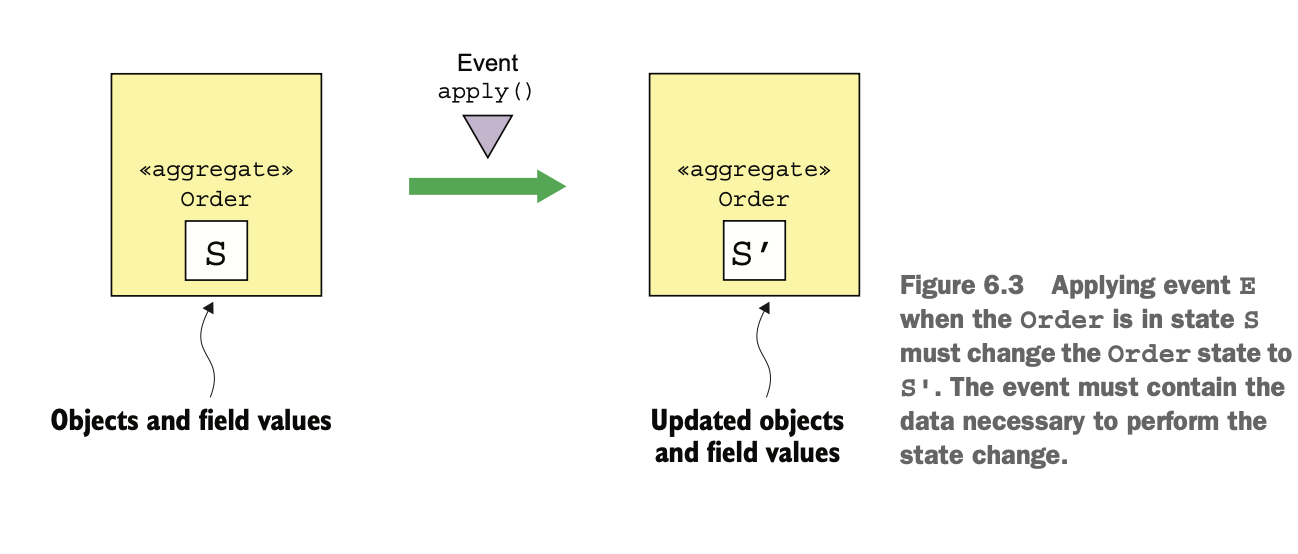 Event
apply()
«aggregate»
Order
S
«aggregate»
Order
S′
Objects and field values
Updated objects
and field values
Figure 6.3 Applying event E
when the Order is in state S
must change the Order state to
S'. The event must contain the
data necessary to perform the
state change.